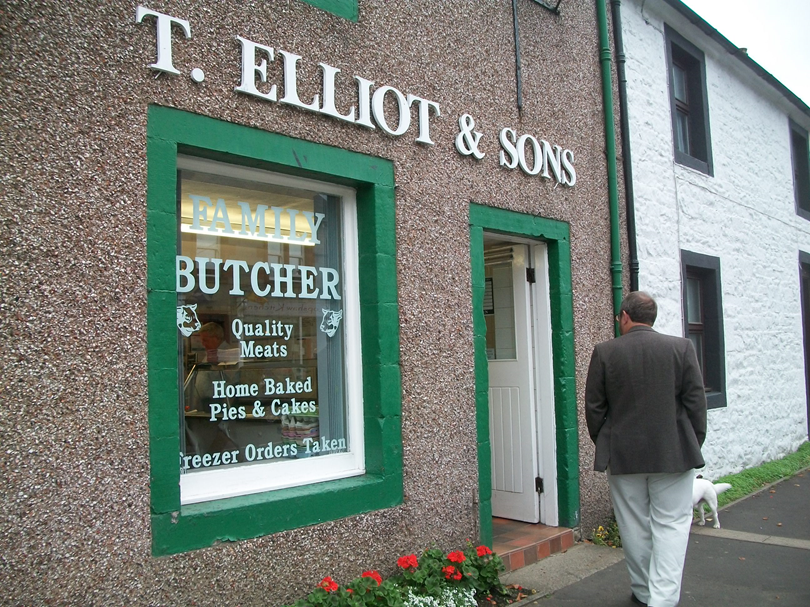 T. ELLIOT & SONS
FAMILY
BUTCHER
Quality
Meats
Home Baked
Pies & Cakes
Freezer Orders Taken